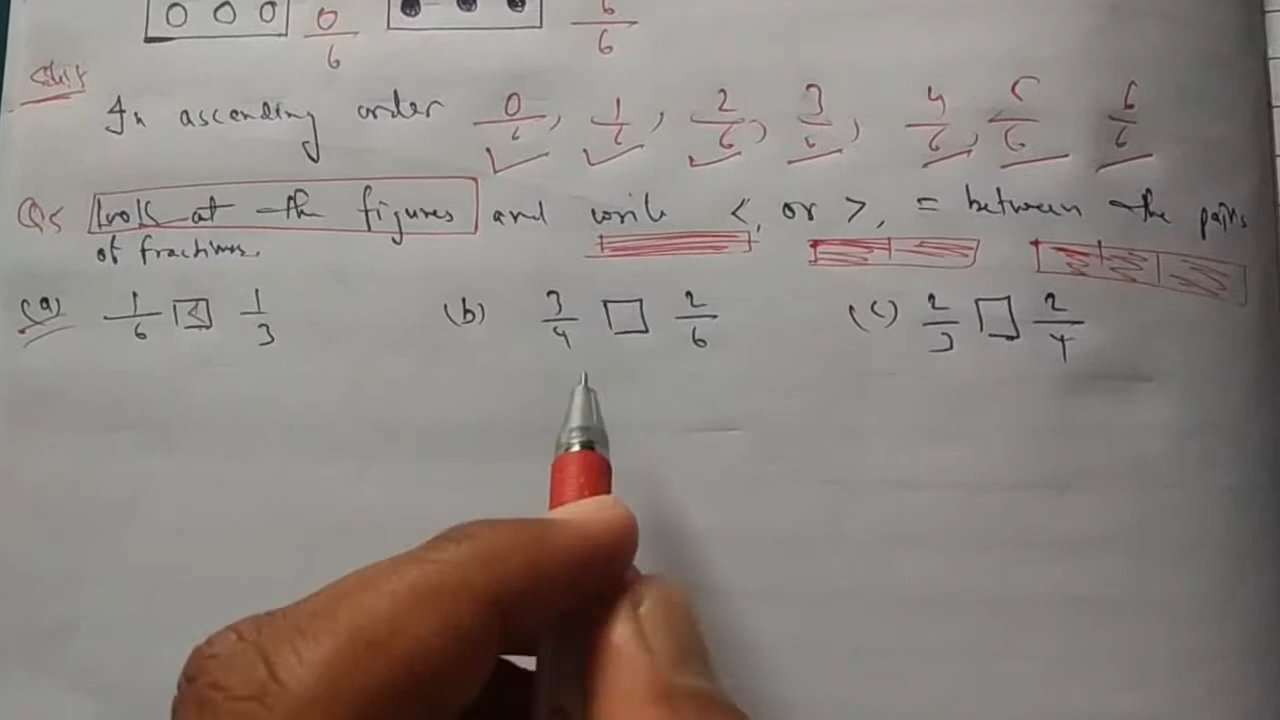 0/6 6/6
In ascending order 0/6, 1/6, 2/6, 3/6, 4/6, 5/6 6/6
Q5 look at the figures and write <, or >, = between the pairs
of fractions.
(a) 1/6 < 1/3 (b) 3/4 □ 2/6 (c) 2/3 □ 2/4